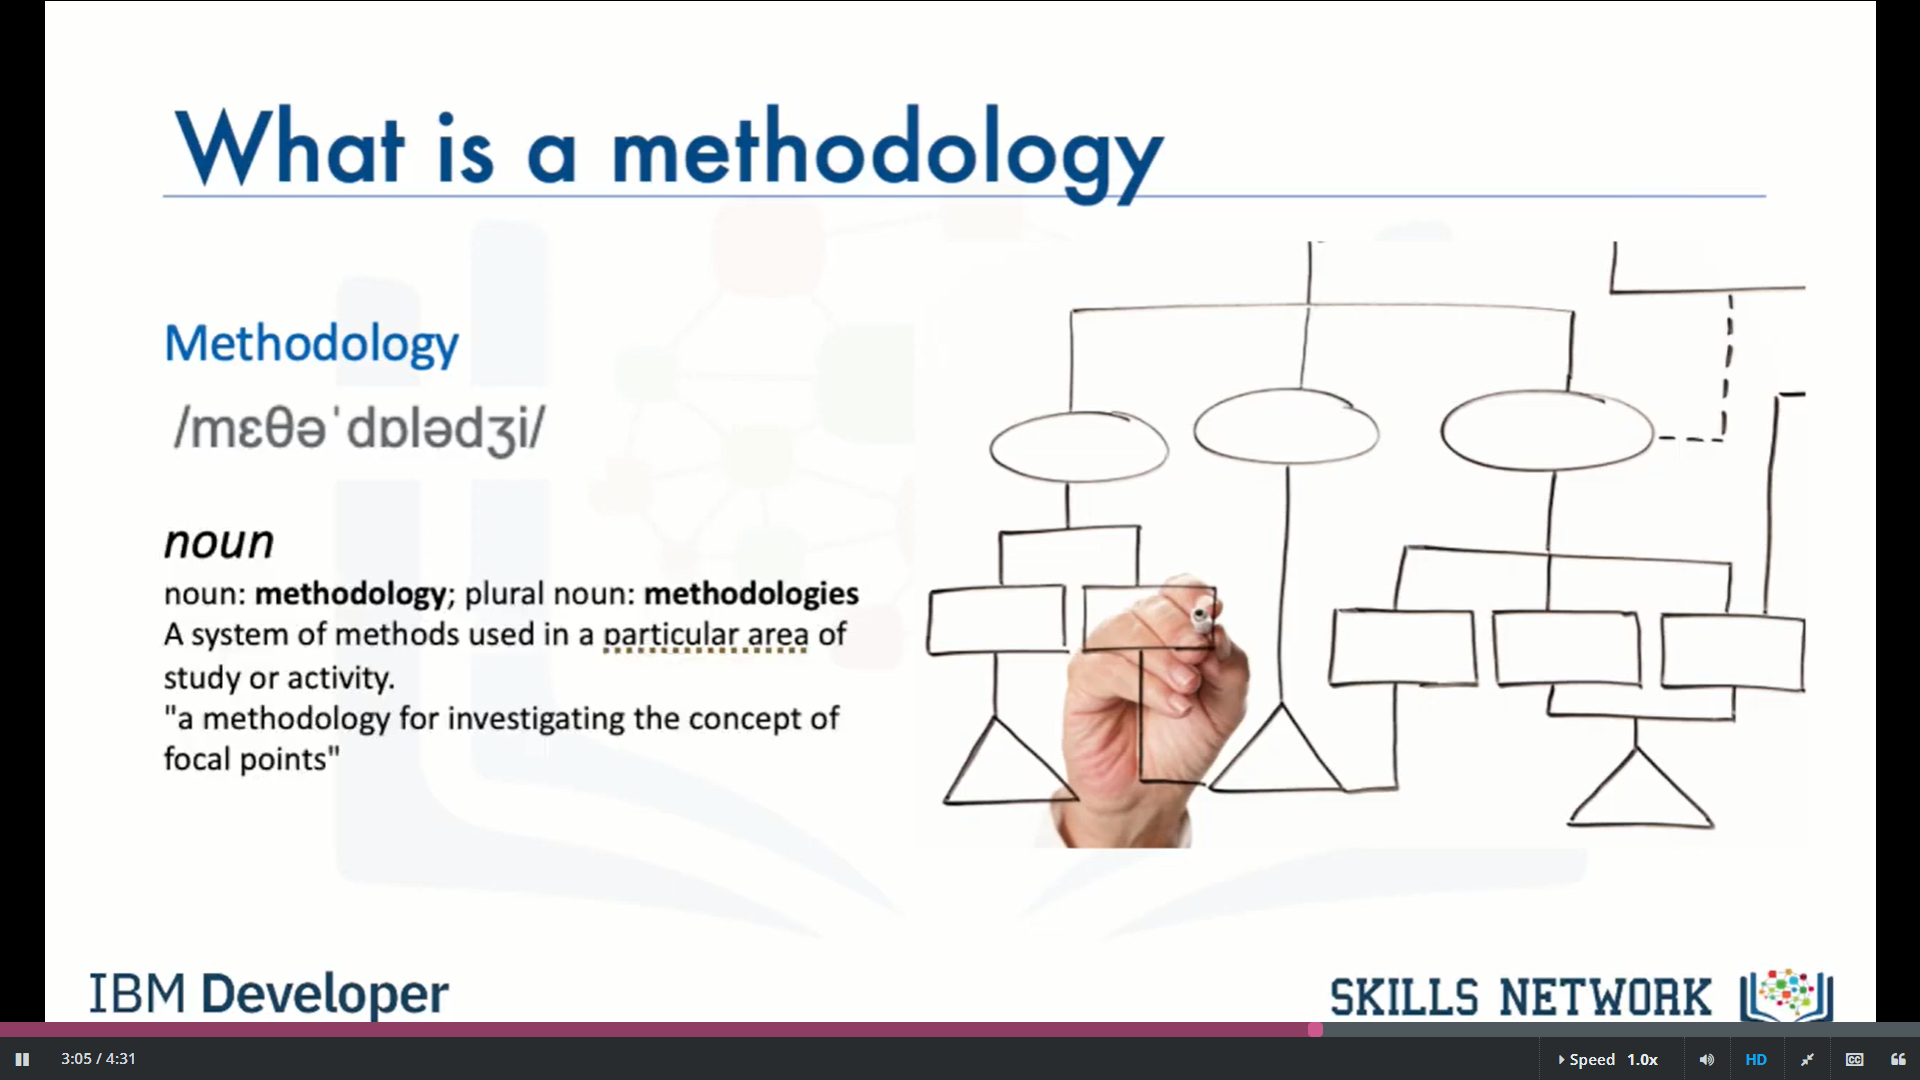 What is a methodology
Methodology
/mɛθəˈdɒlədʒi/
noun
noun: methodology; plural noun: methodologies
A system of methods used in a particular area of
study or activity.
"a methodology for investigating the concept of
focal points"
IBM Developer
SKILLS NETWORK
3:05 / 4:31
Speed 1.0x
HD
CC